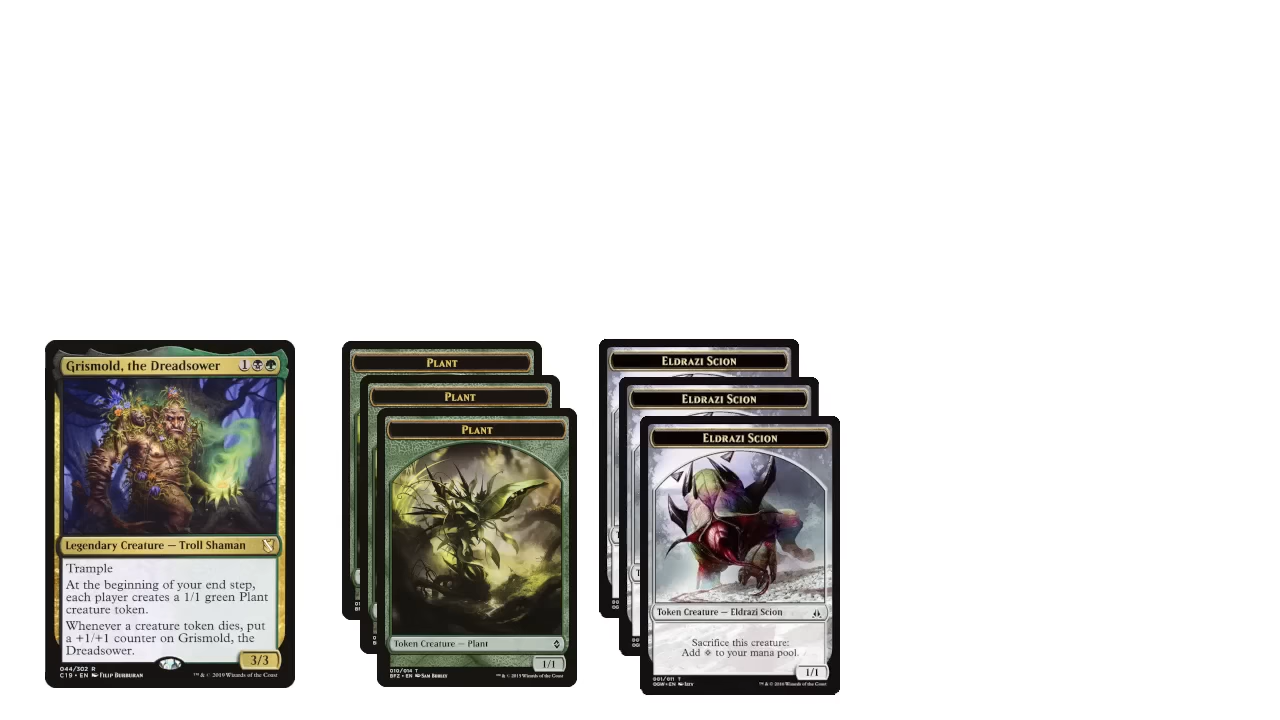 Grismold, the Dreadsower 1
Legendary Creature — Troll Shaman
Trample
At the beginning of your end step,
each player creates a 1/1 green Plant
creature token.
Whenever a creature token dies, put
a +1/+1 counter on Grismold, the
Dreadsower.
3/3
044/302 R
C19 • EN Filip Burburan
™ & © 2019 Wizards of the Coast
Plant
Plant
Plant
Token Creature — Plant
1/1
010/014 T
BFZ • EN Sam Burley
™ & © 2015 Wizards of the Coast
Eldrazi Scion
Eldrazi Scion
Eldrazi Scion
Token Creature — Eldrazi Scion
Sacrifice this creature:
Add to your mana pool.
1/1
001/011 T
OGW • EN Izzy
™ & © 2016 Wizards of the Coast